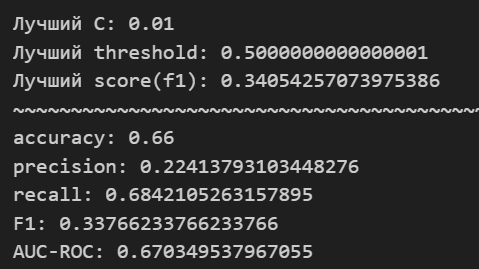 Лучший C: 0.01
Лучший threshold: 0.5000000000000001
Лучший score(f1): 0.34054257073975386
~~~~~~~~~~~~~~~~~~~~~~~~~~~~~~~~~~~~~~~~~
accuracy: 0.66
precision: 0.22413793103448276
recall: 0.6842105263157895
F1: 0.33766233766233766
AUC-ROC: 0.670349537967055